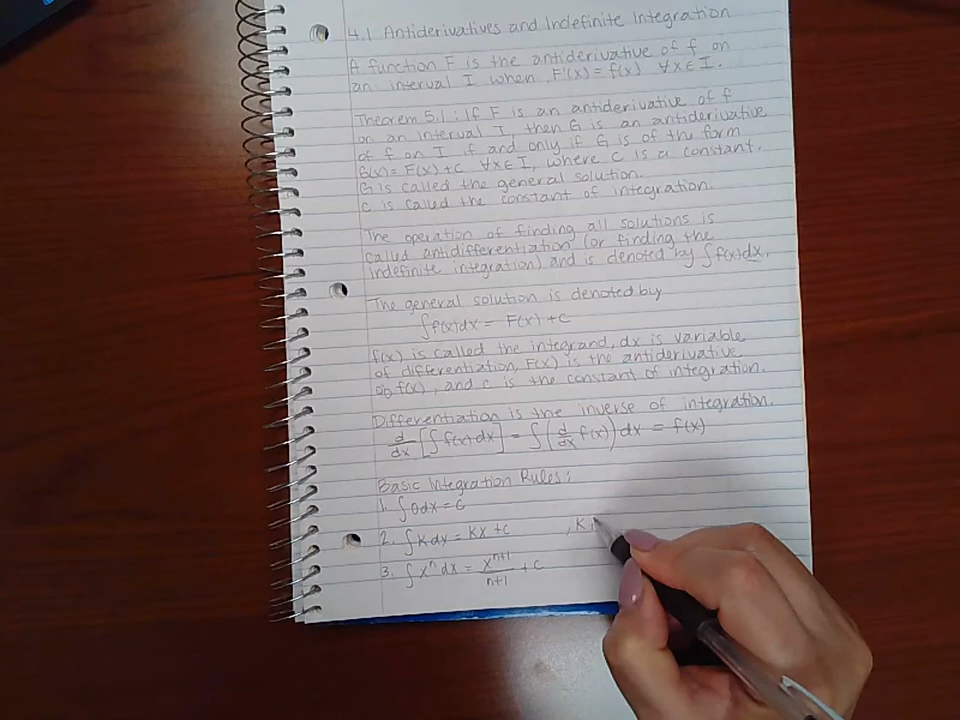 4.1 Antiderivatives and Indefinite Integration
A function F is the antiderivative of f on
an interval I when F'(x) = f(x) ∀x∈I.
Theorem 5.1: If F is an antiderivative of f
on an interval I, then G is an antiderivative
of f on I if and only if G is of the form
G(x) = F(x) + C ∀x∈I, where C is a constant.
G is called the general solution.
C is called the constant of integration.
The operation of finding all solutions is
called antidifferentiation (or finding the
indefinite integration) and is denoted by ∫f(x)dx.
The general solution is denoted by
∫f(x)dx = F(x) + C
f(x) is called the integrand, dx is variable
of differentiation, F(x) is the antiderivative
of f(x), and C is the constant of integration.
Differentiation is the inverse of integration.
d/dx [∫f(x)dx] = ∫(d/dx f(x))dx = f(x)
Basic Integration Rules:
1. ∫0dx = C
2. ∫Kdx = Kx + C , K
3. ∫x^n dx = x^(n+1)/(n+1) + C